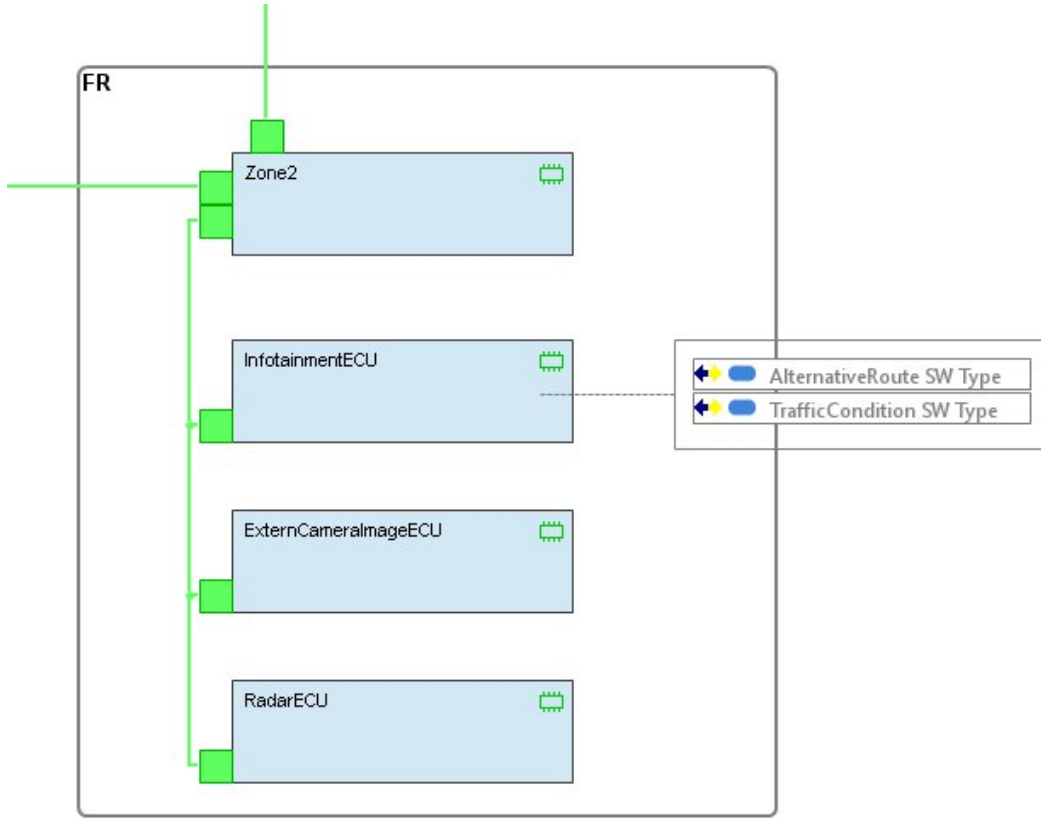 FR
Zone2
InfotainmentECU
AlternativeRoute SW Type
TrafficCondition SW Type
ExternCameraImageECU
RadarECU